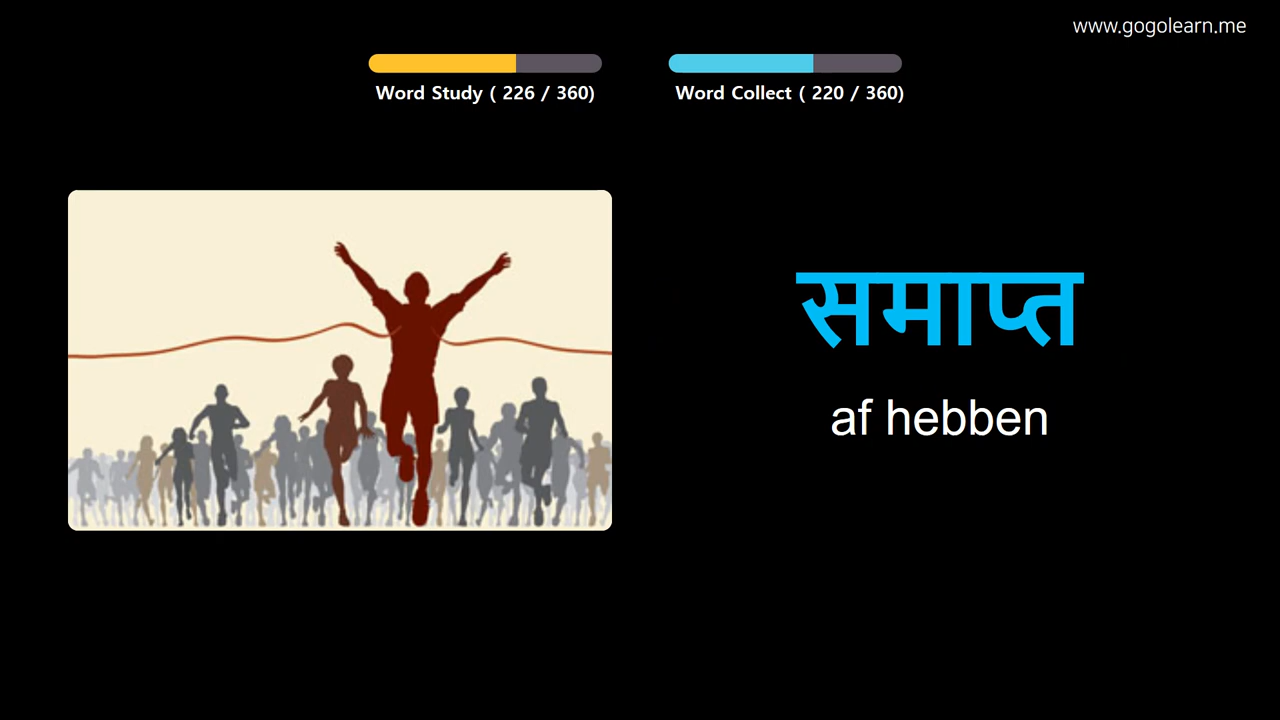 www.gogolearn.me
Word Study ( 226 / 360)
Word Collect ( 220 / 360)
समाप्त
af hebben